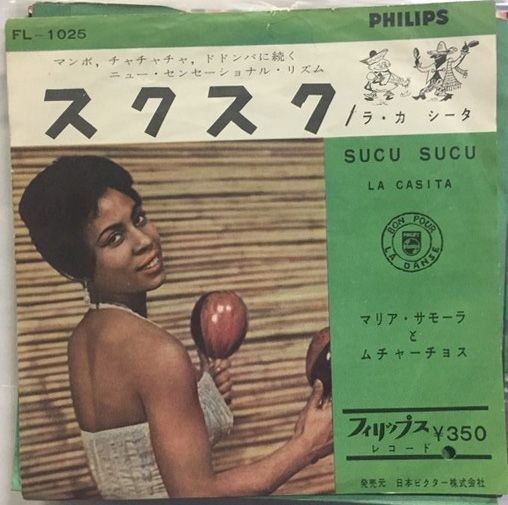 FL-1025
PHILIPS
マンボ, チャチャチャ, ドドンパに続く
ニュー・センセーショナル・リズム
スクスク/ラ・カ シータ
SUCU SUCU
LA CASITA
BON POUR
PHILIPS
LA DANSE
マリア・サモーラ
と
ムチャーチョス
フィリップス ¥350
レコード
発売元 日本ビクター株式会社